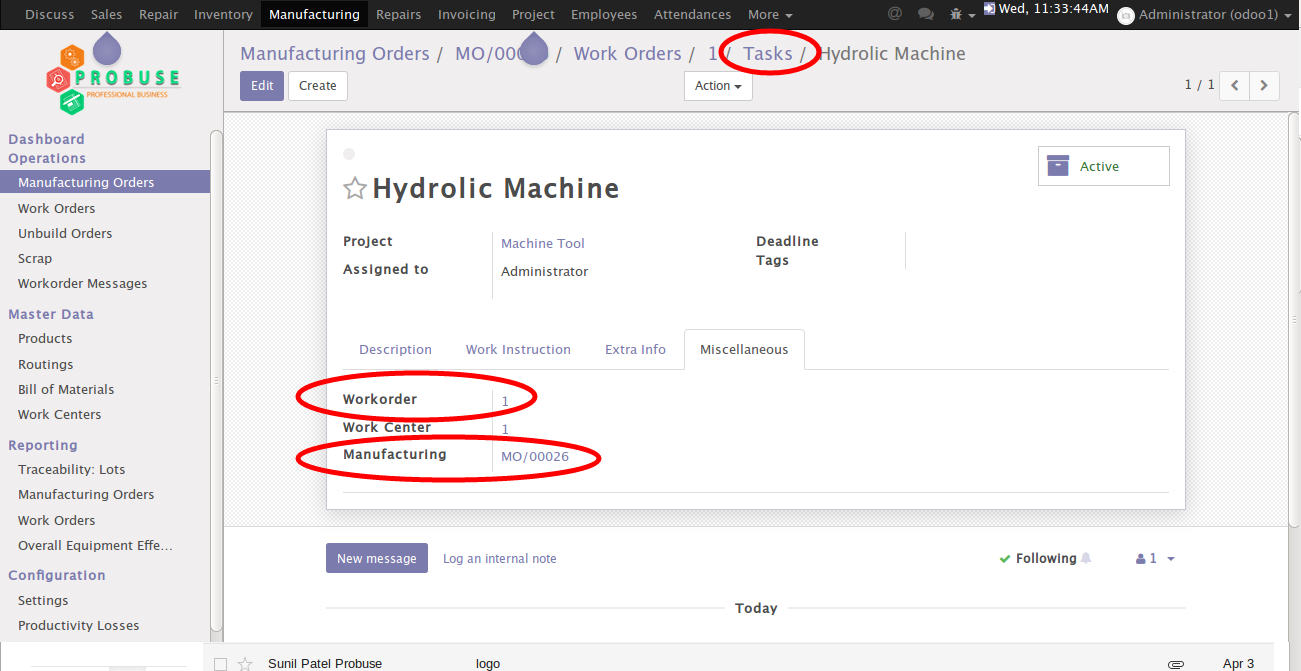 Discuss Sales Repair Inventory Manufacturing Repairs Invoicing Project Employees Attendances More @ Wed, 11:33:44AM Administrator (odoo1)
PROBUSE
PROFESSIONAL BUSINESS
Manufacturing Orders / MO/000 / Work Orders / 1 / Tasks / Hydrolic Machine
Edit Create Action 1 / 1
Dashboard
Operations
Manufacturing Orders
Work Orders
Unbuild Orders
Scrap
Workorder Messages
Master Data
Products
Routings
Bill of Materials
Work Centers
Reporting
Traceability: Lots
Manufacturing Orders
Work Orders
Overall Equipment Effe...
Configuration
Settings
Productivity Losses
Active
Hydrolic Machine
Project Machine Tool
Assigned to Administrator
Deadline
Tags
Description Work Instruction Extra Info Miscellaneous
Workorder 1
Work Center 1
Manufacturing MO/00026
New message Log an internal note Following 1
Today
Sunil Patel Probuse logo Apr 3